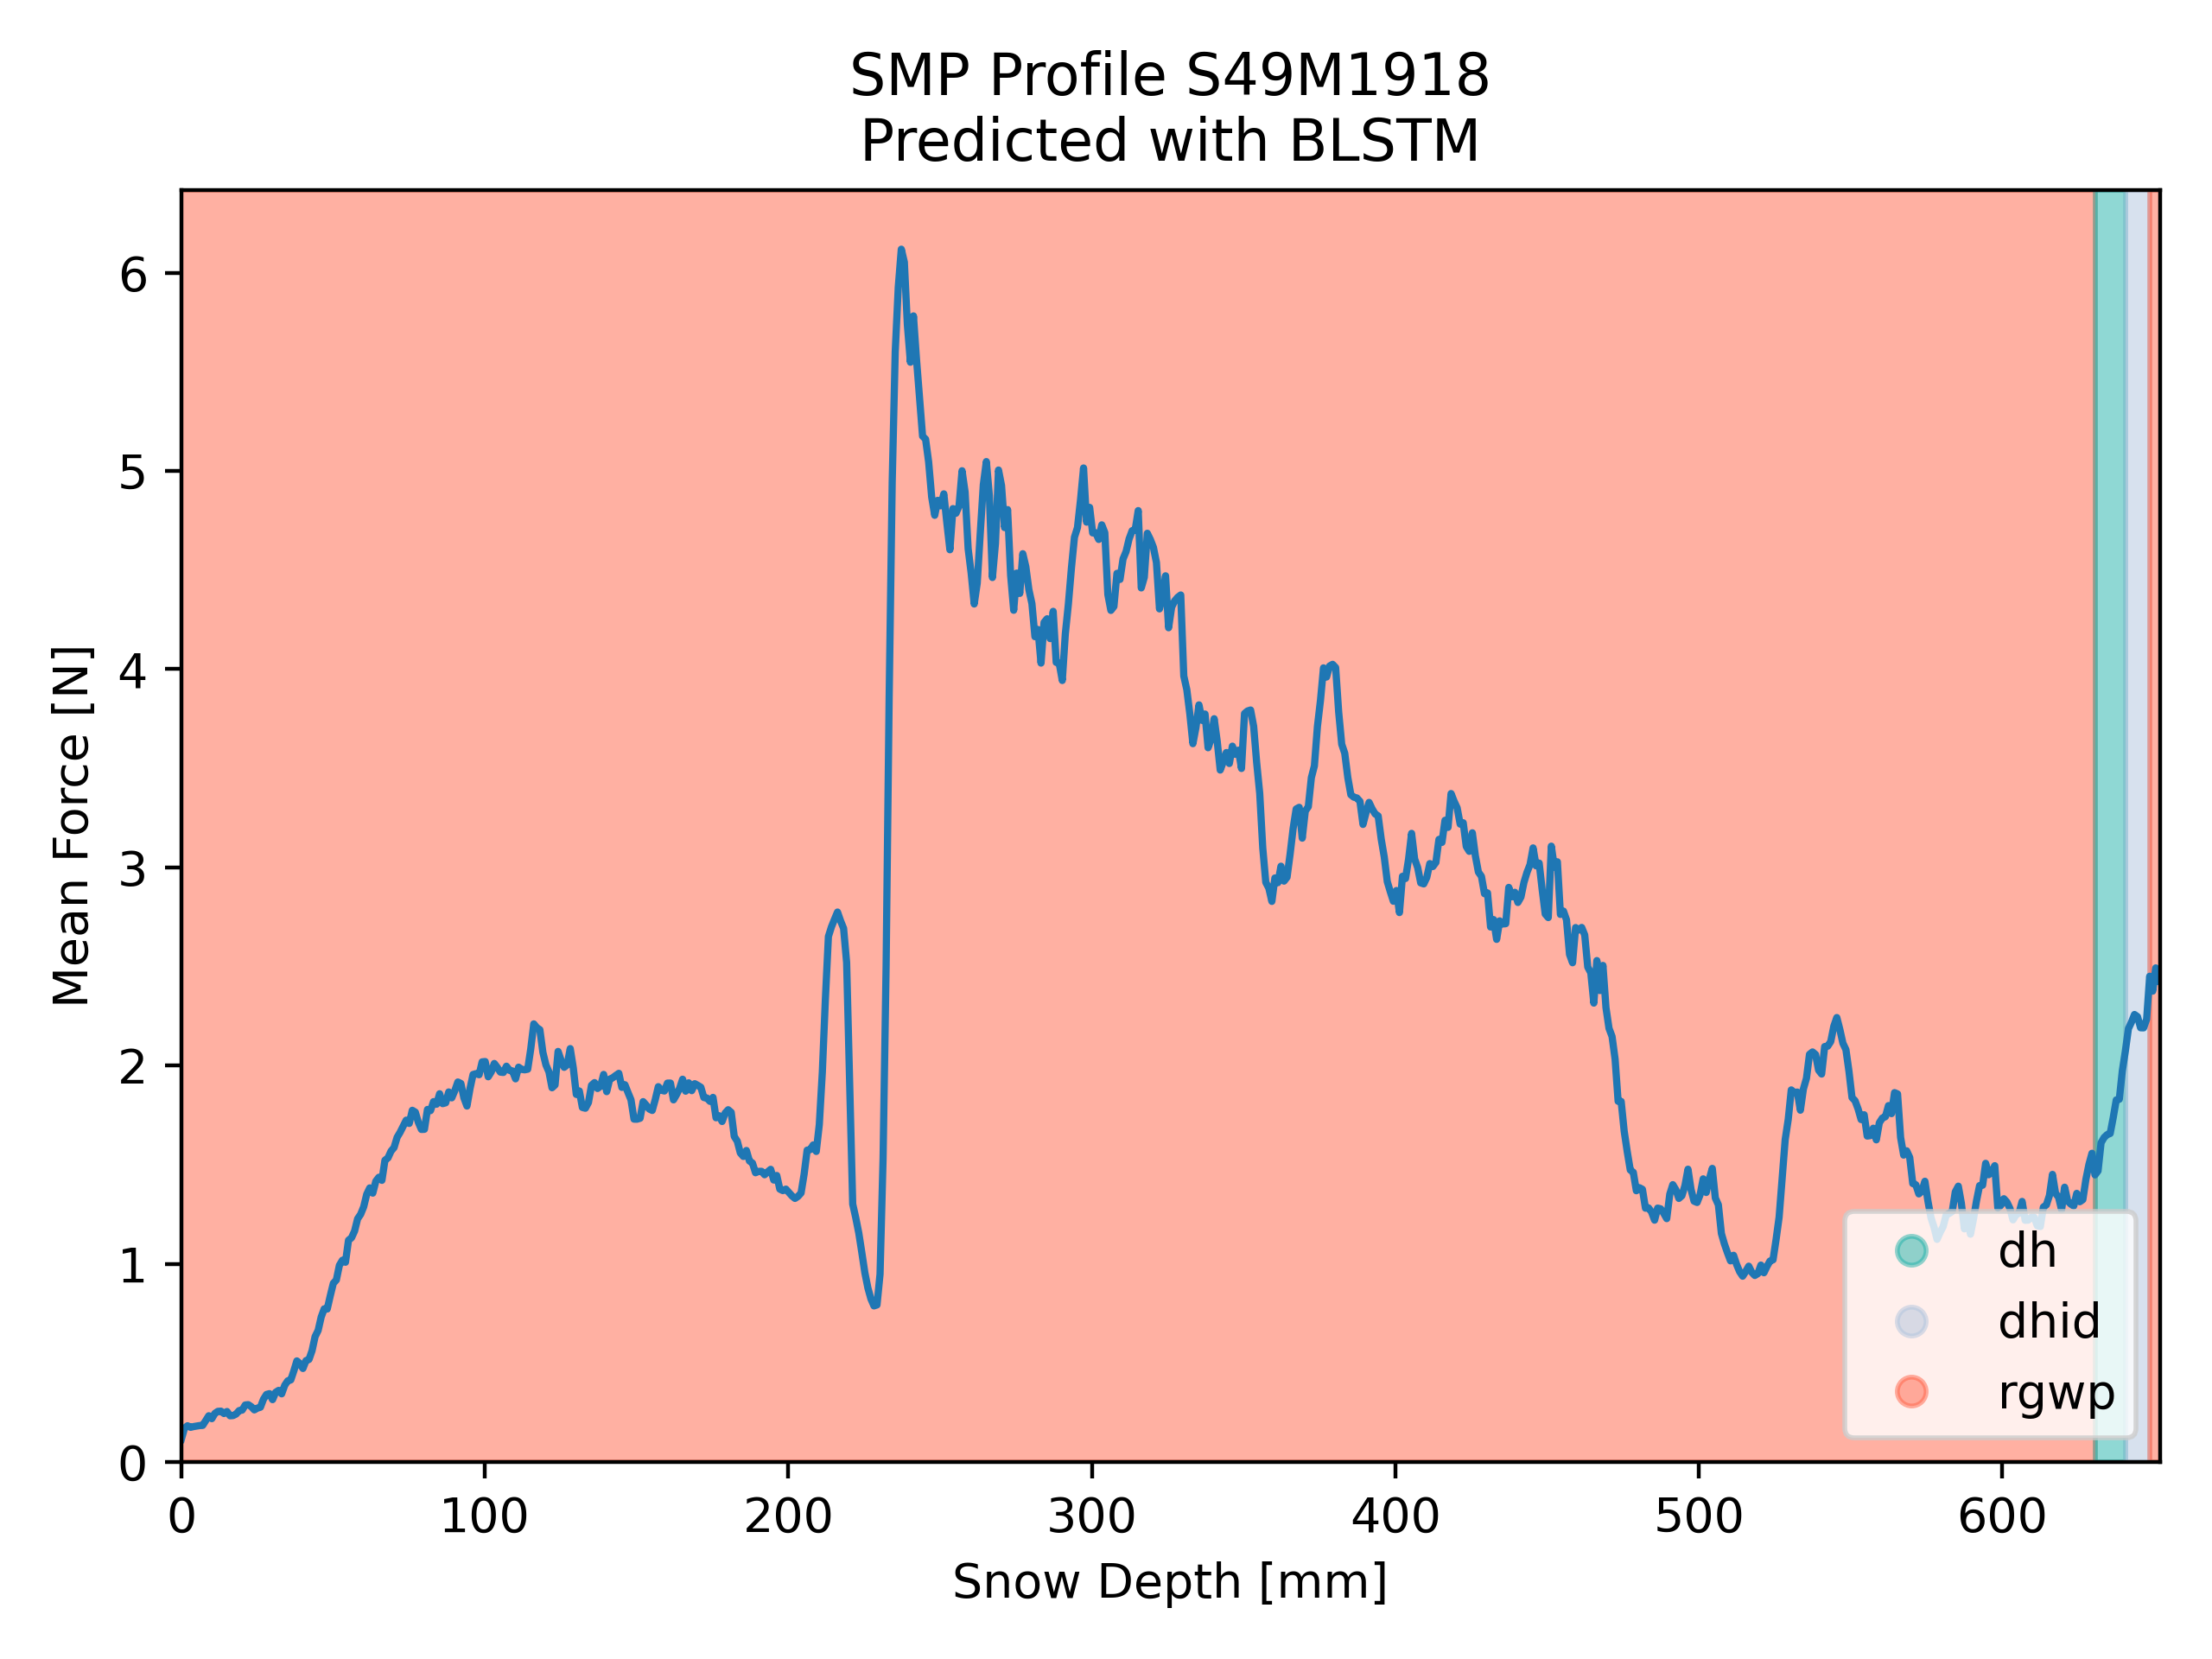 SMP Profile S49M1918
Predicted with BLSTM
Mean Force [N]
6
5
4
3
2
1
0
0 100 200 300 400 500 600
Snow Depth [mm]
dh
dhid
rgwp